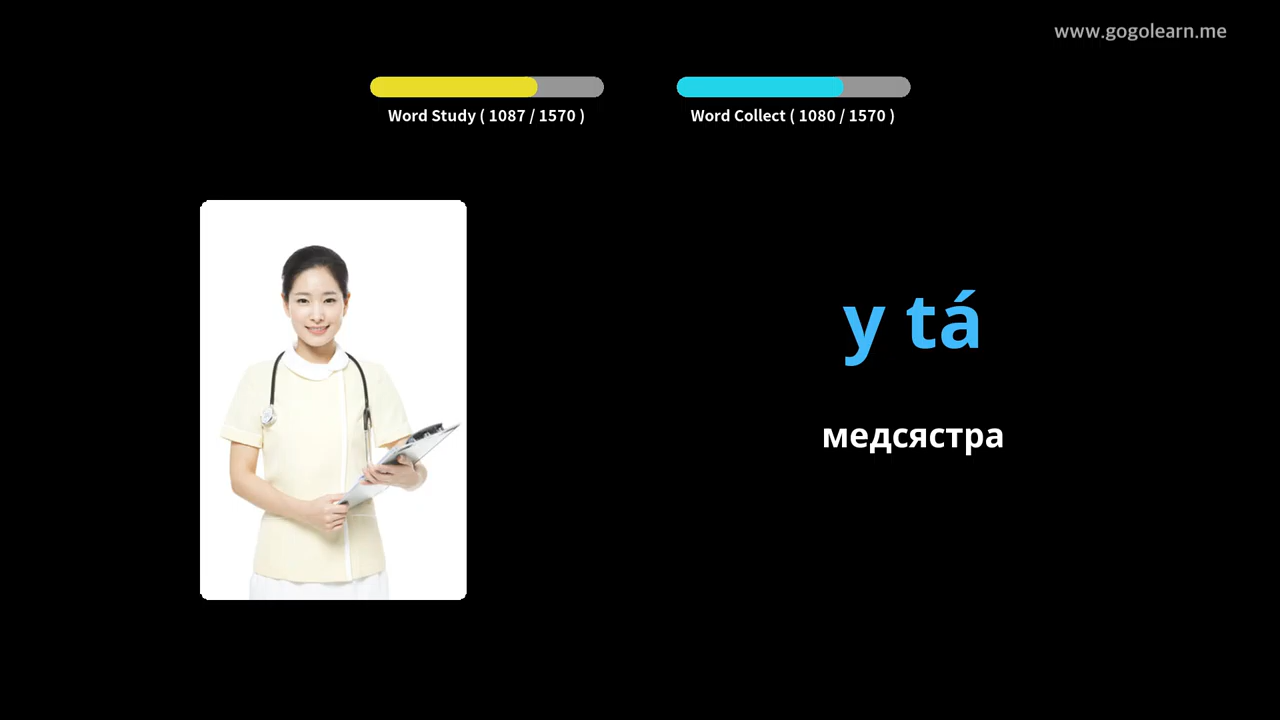 www.gogolearn.me
Word Study ( 1087 / 1570 )
Word Collect ( 1080 / 1570 )
y tá
медсястра